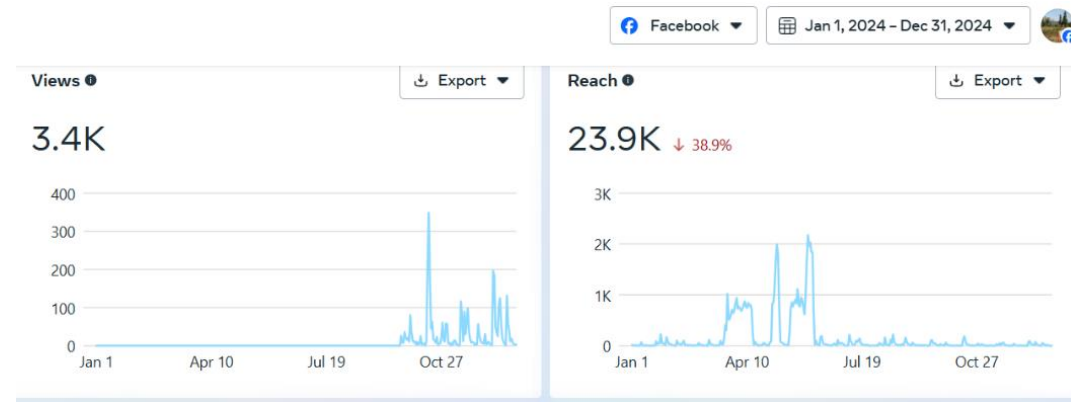 Facebook
Jan 1, 2024 – Dec 31, 2024
Views
Export
3.4K
400
300
200
100
0
Jan 1
Apr 10
Jul 19
Oct 27
Reach
Export
23.9K ↓ 38.9%
3K
2K
1K
0
Jan 1
Apr 10
Jul 19
Oct 27